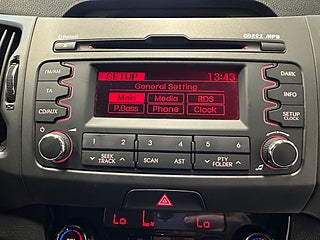 Bluetooth
CD MP3
FM/AM
TA
CD/AUX
SETUP 13:43
General Setting
Main Media RDS
P.Bass Phone Clock
DARK
INFO
SETUP
CLOCK
1 2 3 4 5 6
SEEK
TRACK
SCAN AST
PTY
FOLDER
Lo Lo